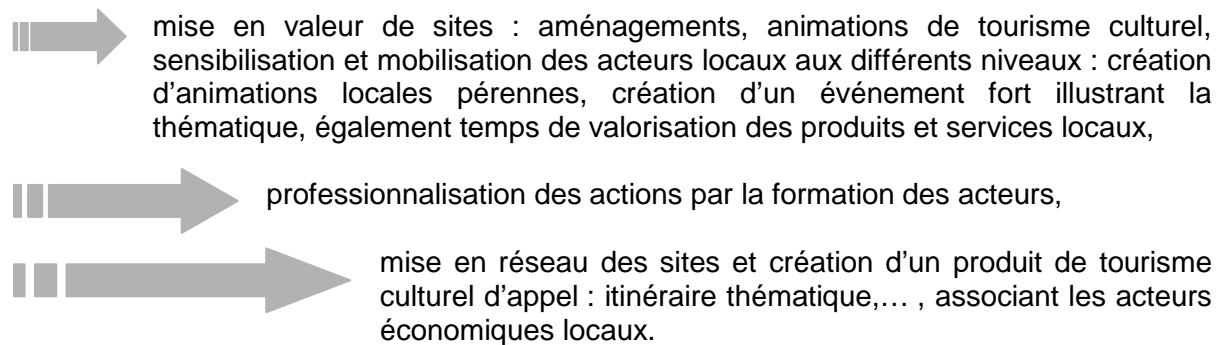 mise en valeur de sites : aménagements, animations de tourisme culturel,
sensibilisation et mobilisation des acteurs locaux aux différents niveaux : création
d'animations locales pérennes, création d'un événement fort illustrant la
thématique, également temps de valorisation des produits et services locaux,
professionnalisation des actions par la formation des acteurs,
mise en réseau des sites et création d'un produit de tourisme
culturel d'appel : itinéraire thématique,… , associant les acteurs
économiques locaux.